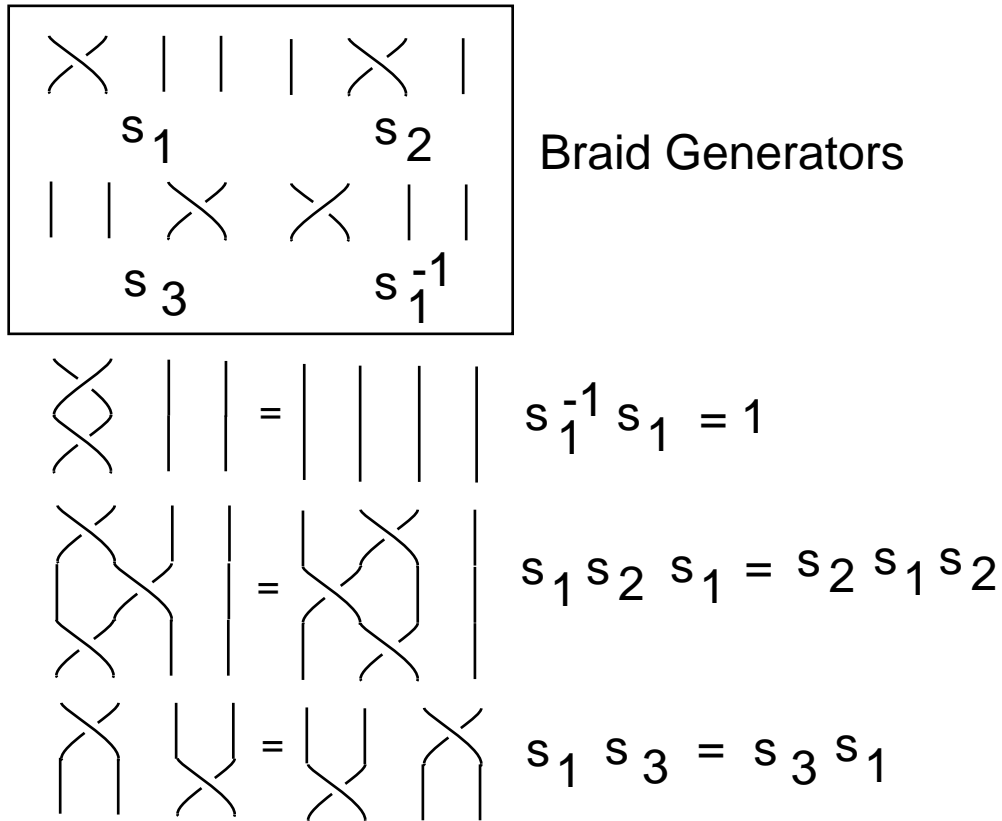 s₁ s₂
Braid Generators
s₃ s₁⁻¹
= s₁⁻¹ s₁ = 1
= s₁ s₂ s₁ = s₂ s₁ s₂
= s₁ s₃ = s₃ s₁